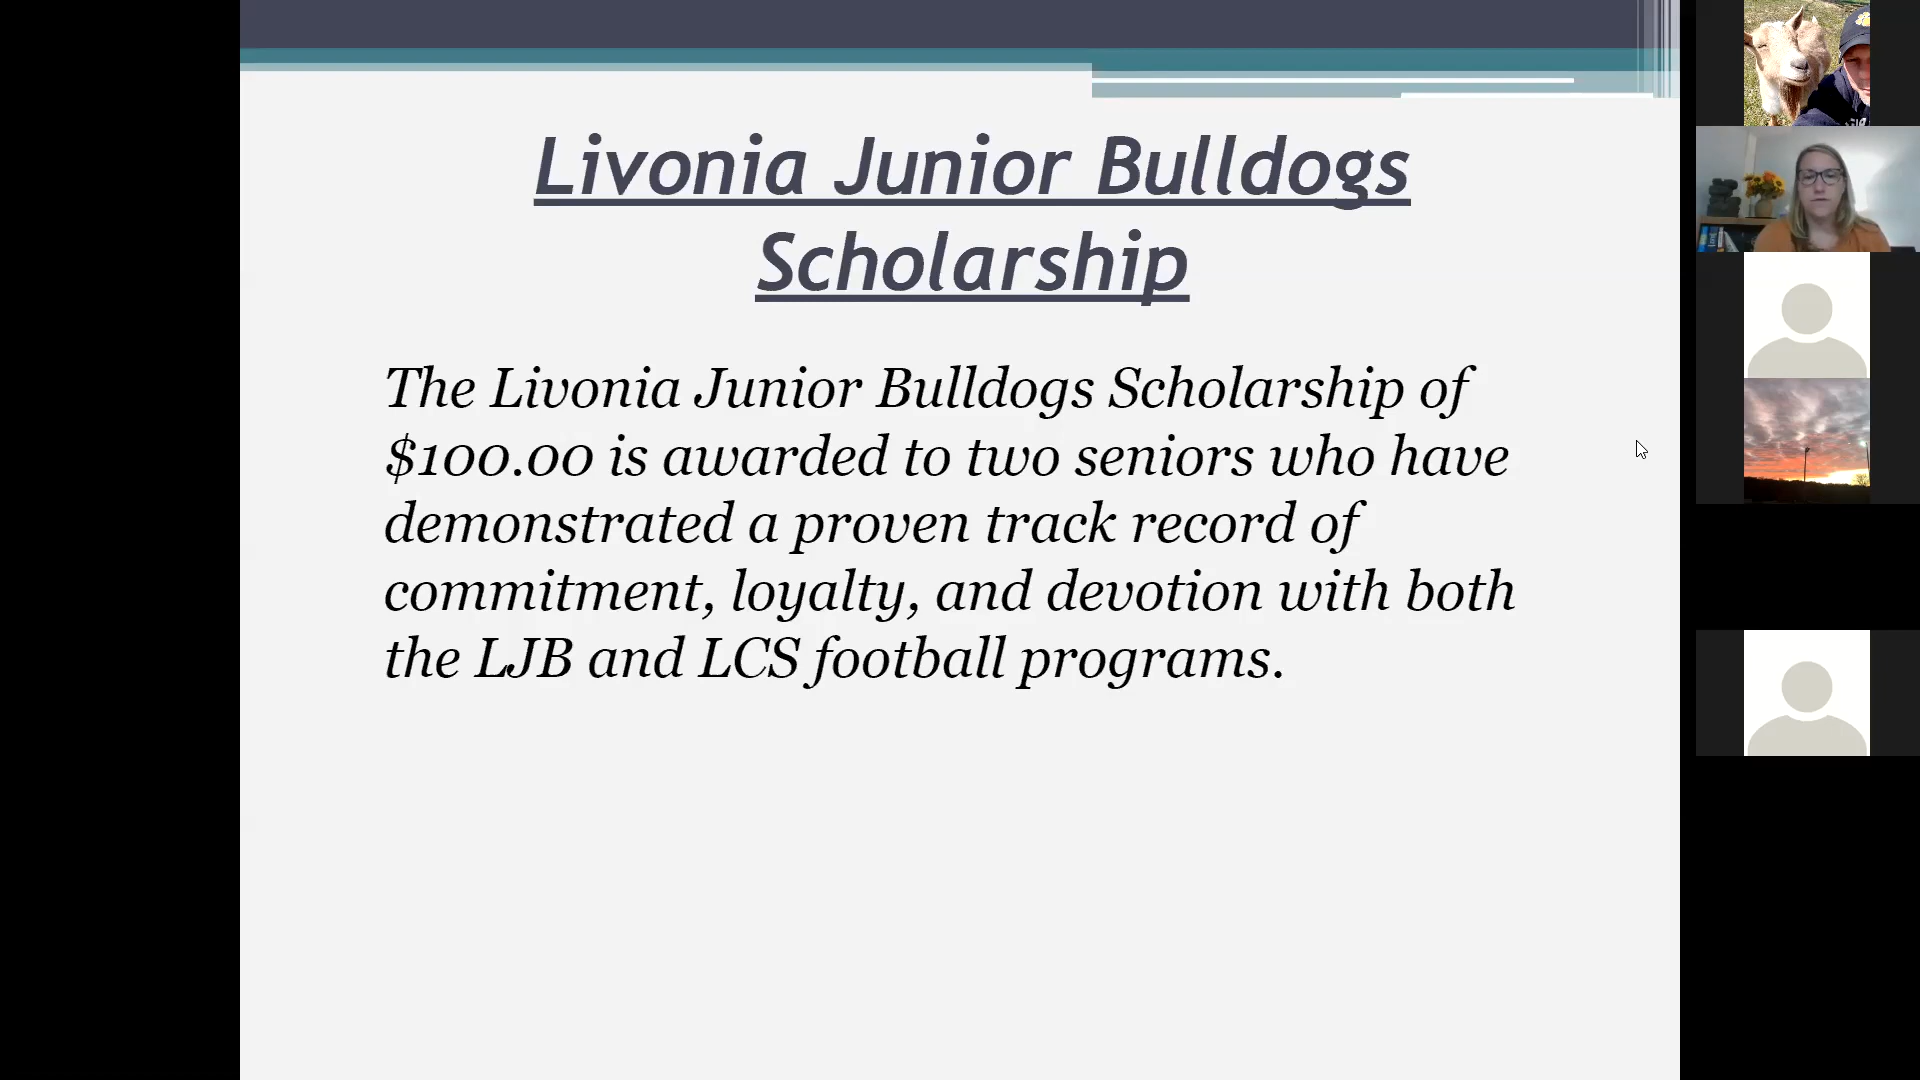 Livonia Junior Bulldogs
Scholarship
The Livonia Junior Bulldogs Scholarship of
$100.00 is awarded to two seniors who have
demonstrated a proven track record of
commitment, loyalty, and devotion with both
the LJB and LCS football programs.